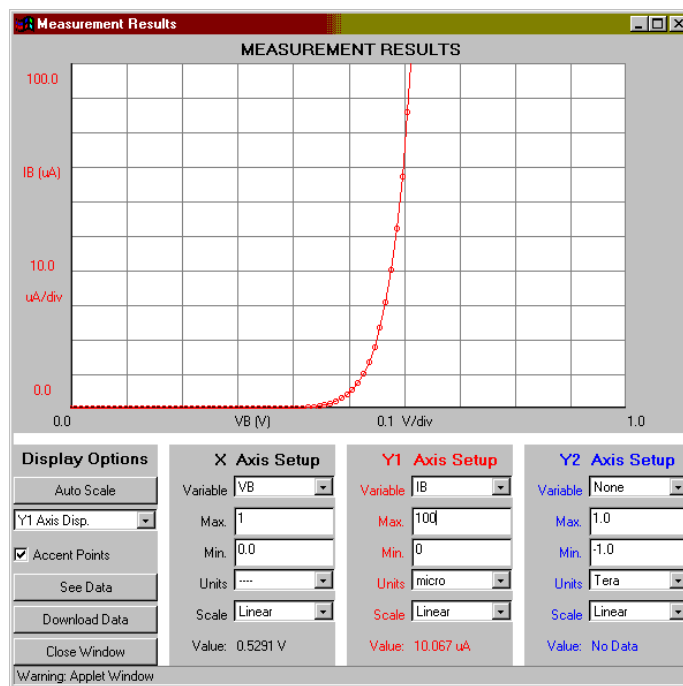 Measurement Results
MEASUREMENT RESULTS
100.0
IB (uA)
10.0
uA/div
0.0
0.0 VB (V) 0.1 V/div 1.0
Display Options
Auto Scale
Y1 Axis Disp.
Accent Points
See Data
Download Data
Close Window
X Axis Setup
Variable VB
Max. 1
Min. 0.0
Units ----
Scale Linear
Value: 0.5291 V
Y1 Axis Setup
Variable IB
Max. 100
Min. 0
Units micro
Scale Linear
Value: 10.067 uA
Y2 Axis Setup
Variable None
Max. 1.0
Min. -1.0
Units Tera
Scale Linear
Value: No Data
Warning: Applet Window